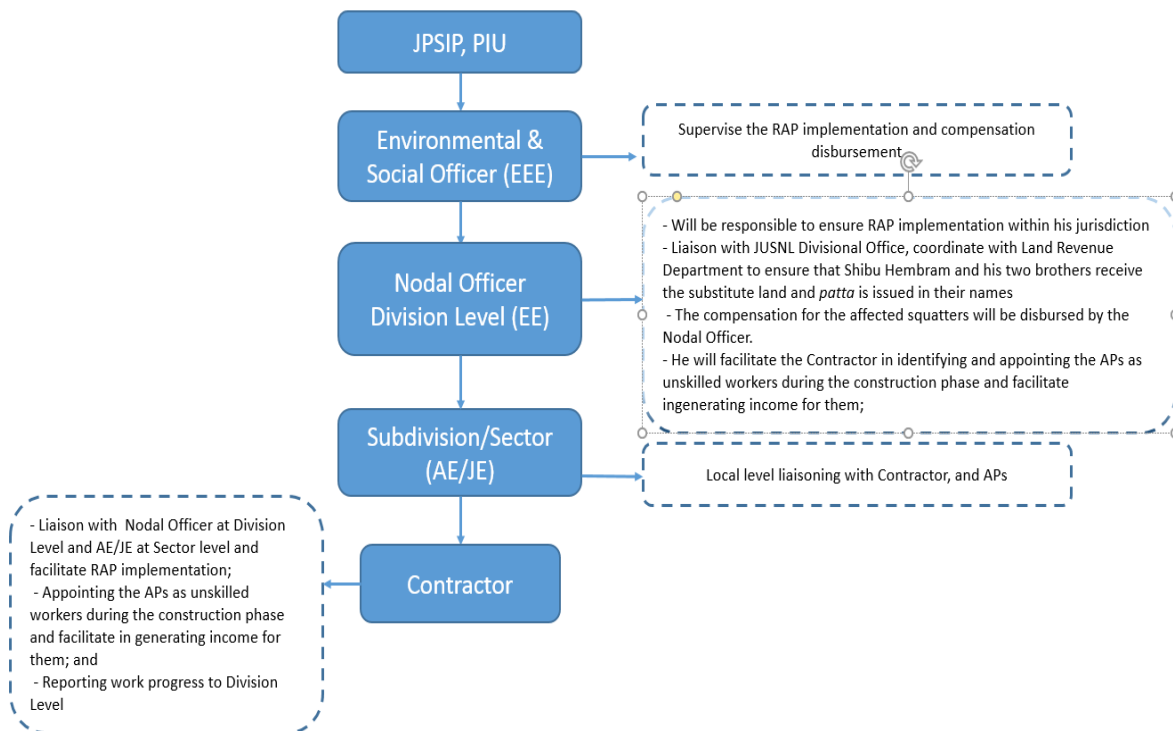 JPSIP, PIU
Environmental &
Social Officer (EEE)
Supervise the RAP implementation and compensation
disbursement
Nodal Officer
Division Level (EE)
- Will be responsible to ensure RAP implementation within his jurisdiction
- Liaison with JUSNL Divisional Office, coordinate with Land Revenue
Department to ensure that Shibu Hembram and his two brothers receive
the substitute land and patta is issued in their names
- The compensation for the affected squatters will be disbursed by the
Nodal Officer.
- He will facilitate the Contractor in identifying and appointing the APs as
unskilled workers during the construction phase and facilitate
ingenerating income for them;
Subdivision/Sector
(AE/JE)
Local level liaisoning with Contractor, and APs
Contractor
- Liaison with Nodal Officer at Division
Level and AE/JE at Sector level and
facilitate RAP implementation;
- Appointing the APs as unskilled
workers during the construction phase
and facilitate in generating income for
them; and
- Reporting work progress to Division
Level